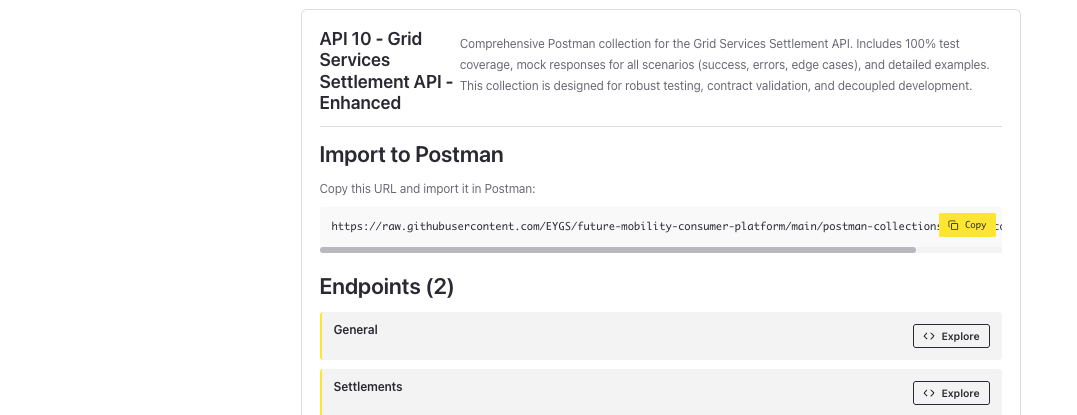 API 10 - Grid
Services
Settlement API -
Enhanced
Comprehensive Postman collection for the Grid Services Settlement API. Includes 100% test
coverage, mock responses for all scenarios (success, errors, edge cases), and detailed examples.
This collection is designed for robust testing, contract validation, and decoupled development.
Import to Postman
Copy this URL and import it in Postman:
https://raw.githubusercontent.com/EYGS/future-mobility-consumer-platform/main/postman-collections
Copy
Endpoints (2)
General
Explore
Settlements
Explore